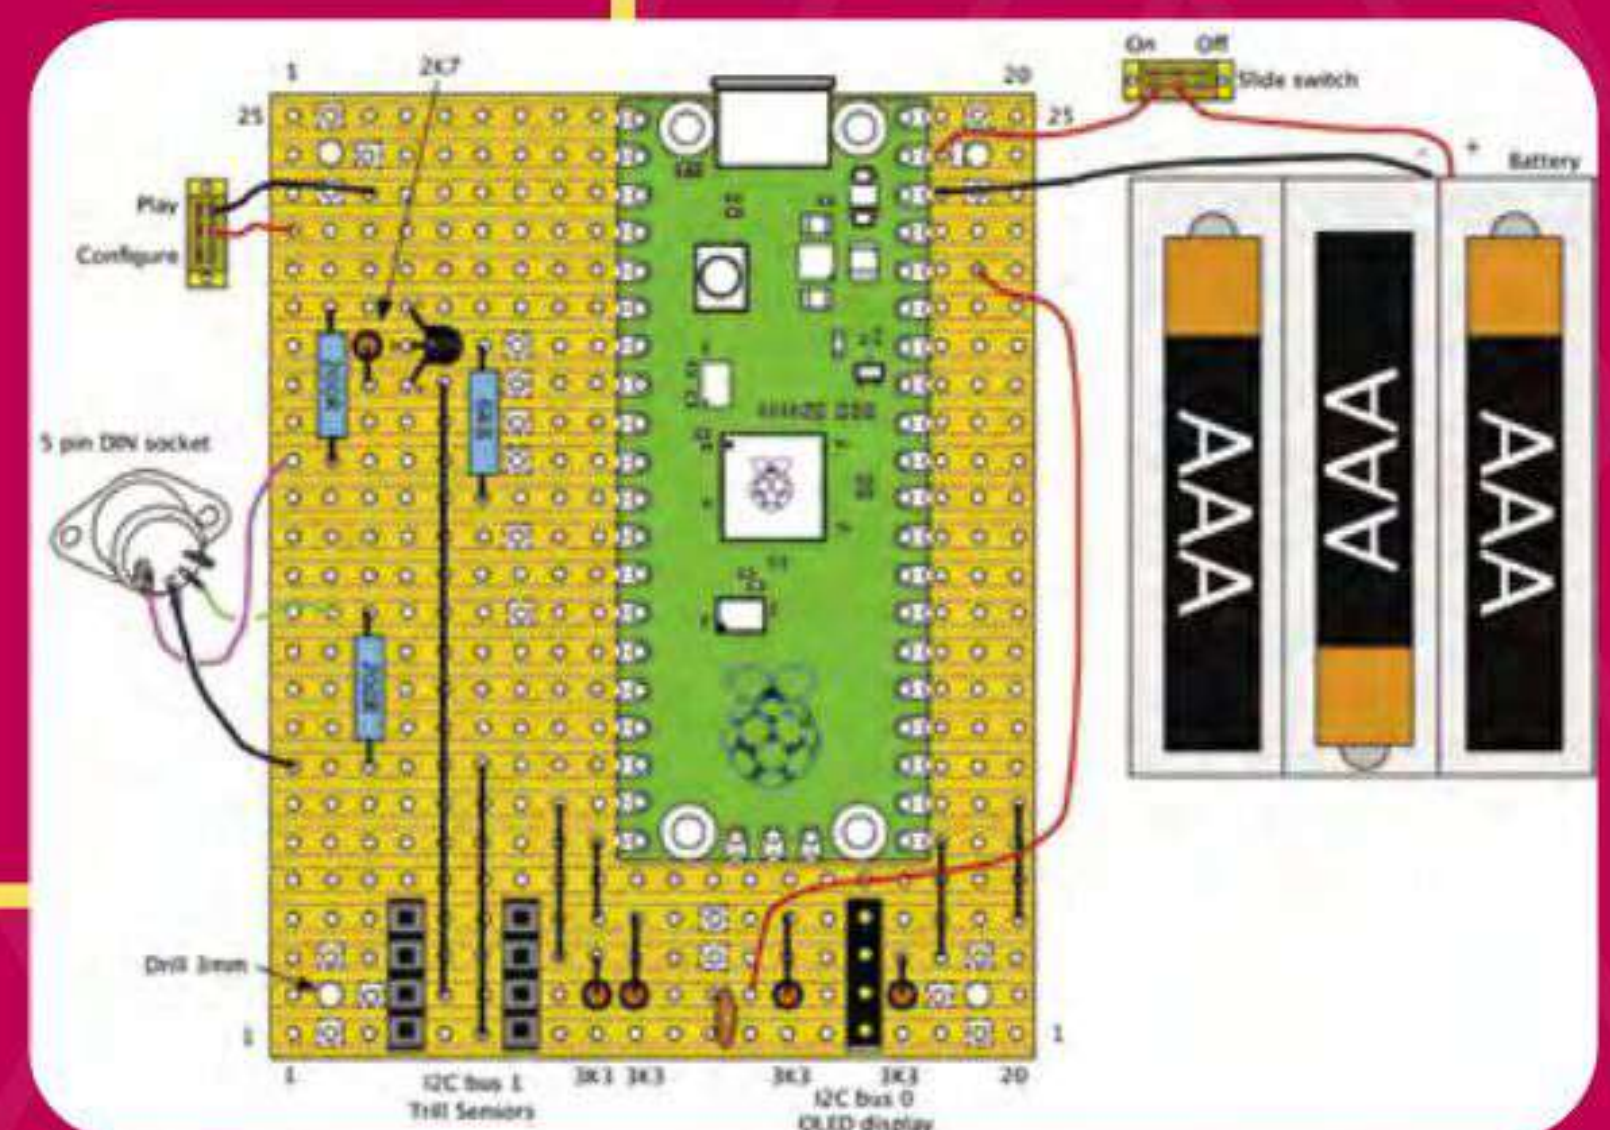 On Off
Slide switch
1
2K7
20
25
25
- +
Battery
Play
Configure
5 pin DIN socket
AAA
AAA
AAA
Drill 3mm
1
1
1
I2C bus 1
Trill Sensors
3K3 3K3
3K3
3K3
20
I2C bus 0
OLED display